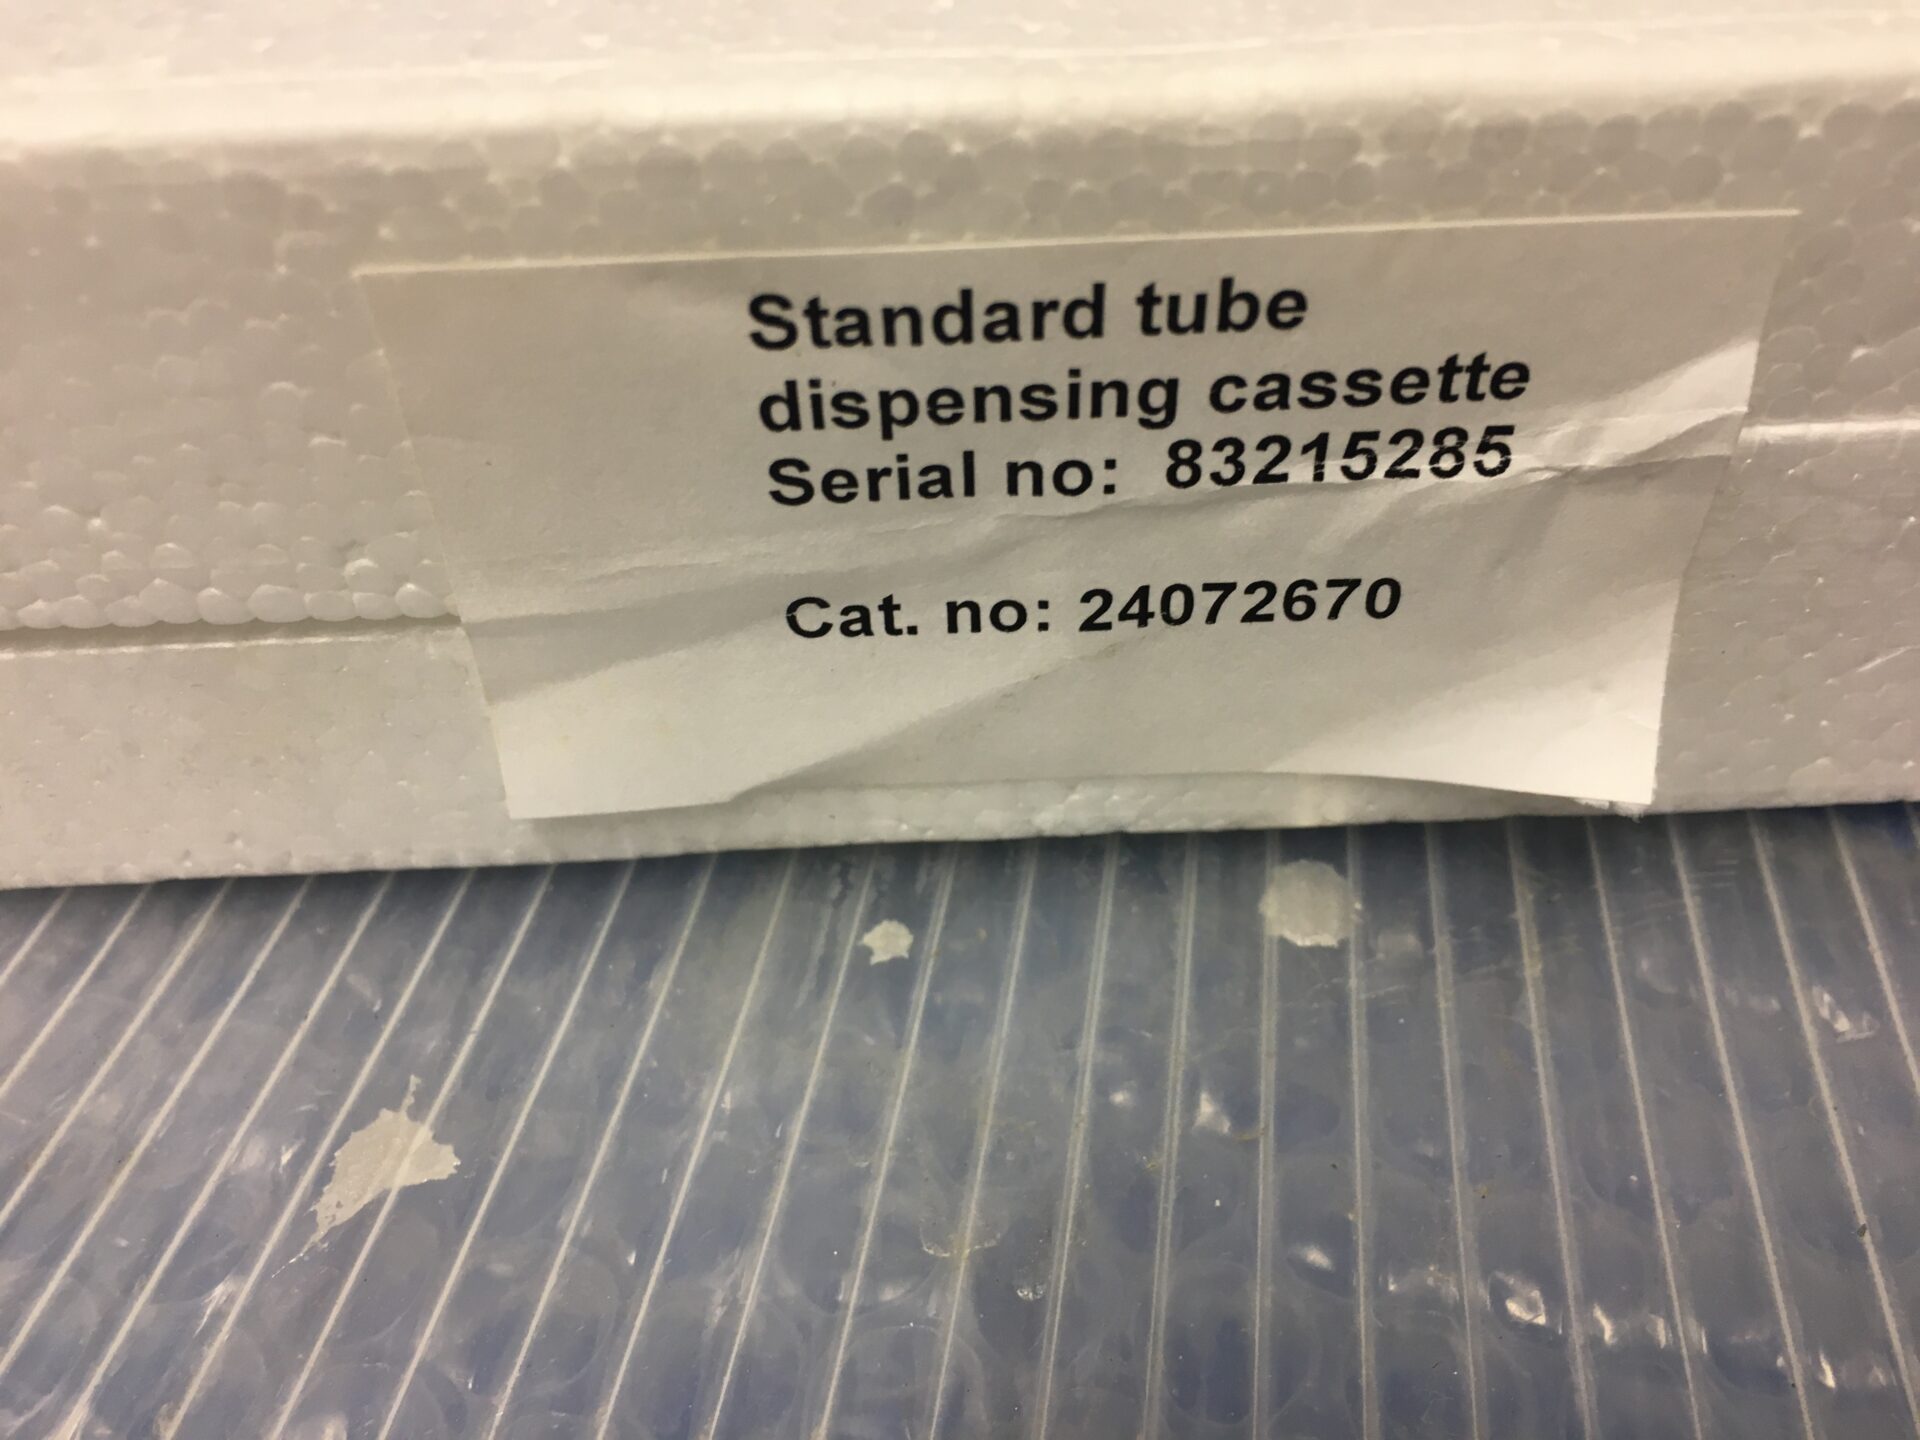 Standard tube
dispensing cassette
Serial no: 83215285
Cat. no: 24072670